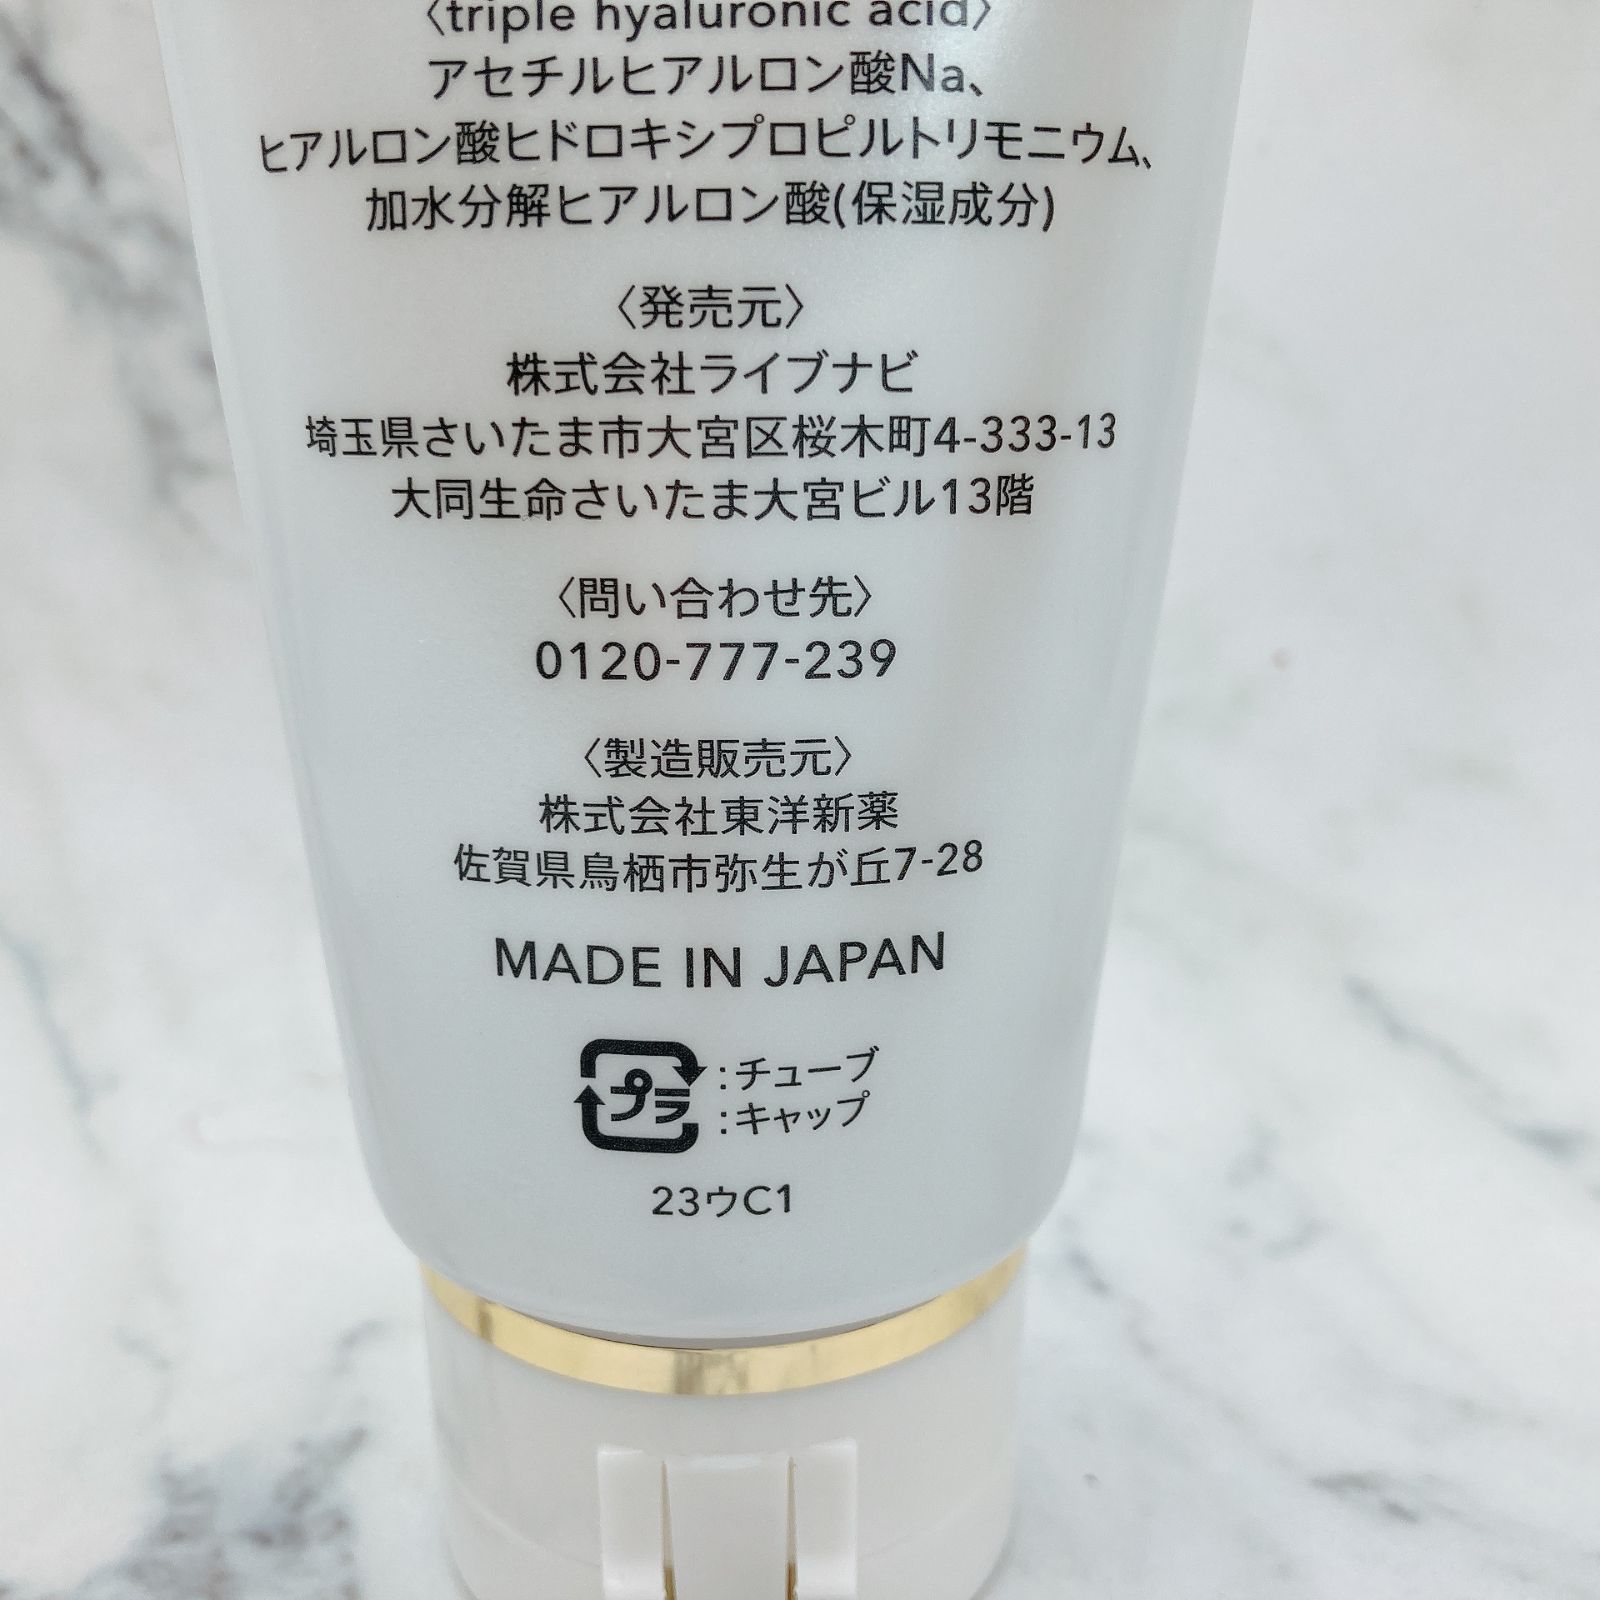 〈triple hyaluronic acid〉
アセチルヒアルロン酸Na、
ヒアルロン酸ヒドロキシプロピルトリモニウム、
加水分解ヒアルロン酸(保湿成分)
〈発売元〉
株式会社ライブナビ
埼玉県さいたま市大宮区桜木町4-333-13
大同生命さいたま大宮ビル13階
〈問い合わせ先〉
0120-777-239
〈製造販売元〉
株式会社東洋新薬
佐賀県鳥栖市弥生が丘7-28
MADE IN JAPAN
プラ:チューブ
:キャップ
23ウC1